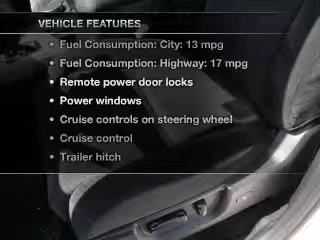 VEHICLE FEATURES
• Fuel Consumption: City: 13 mpg
• Fuel Consumption: Highway: 17 mpg
• Remote power door locks
• Power windows
• Cruise controls on steering wheel
• Cruise control
• Trailer hitch